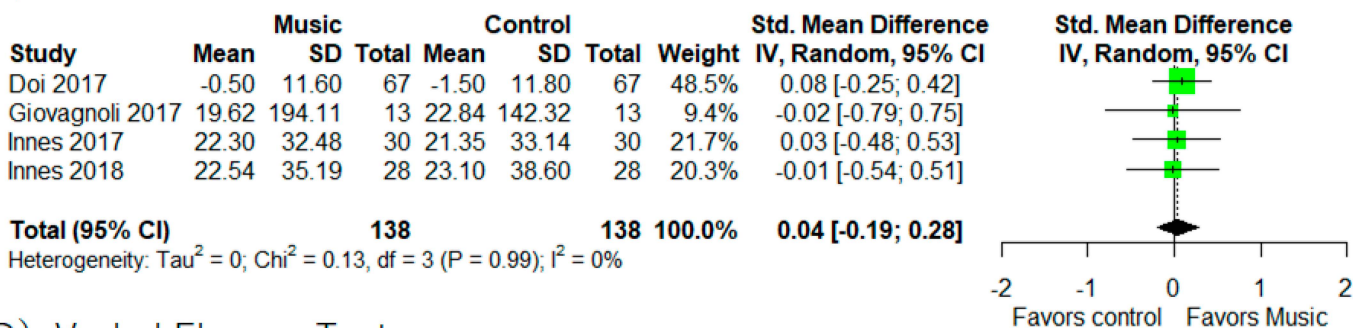 Music Control Std. Mean Difference Std. Mean Difference
Study Mean SD Total Mean SD Total Weight IV, Random, 95% CI IV, Random, 95% CI
Doi 2017 -0.50 11.60 67 -1.50 11.80 67 48.5% 0.08 [-0.25; 0.42]
Giovagnoli 2017 19.62 194.11 13 22.84 142.32 13 9.4% -0.02 [-0.79; 0.75]
Innes 2017 22.30 32.48 30 21.35 33.14 30 21.7% 0.03 [-0.48; 0.53]
Innes 2018 22.54 35.19 28 23.10 38.60 28 20.3% -0.01 [-0.54; 0.51]
Total (95% CI) 138 138 100.0% 0.04 [-0.19; 0.28]
Heterogeneity: Tau² = 0; Chi² = 0.13, df = 3 (P = 0.99); I² = 0%
-2 -1 0 1 2
Favors control Favors Music